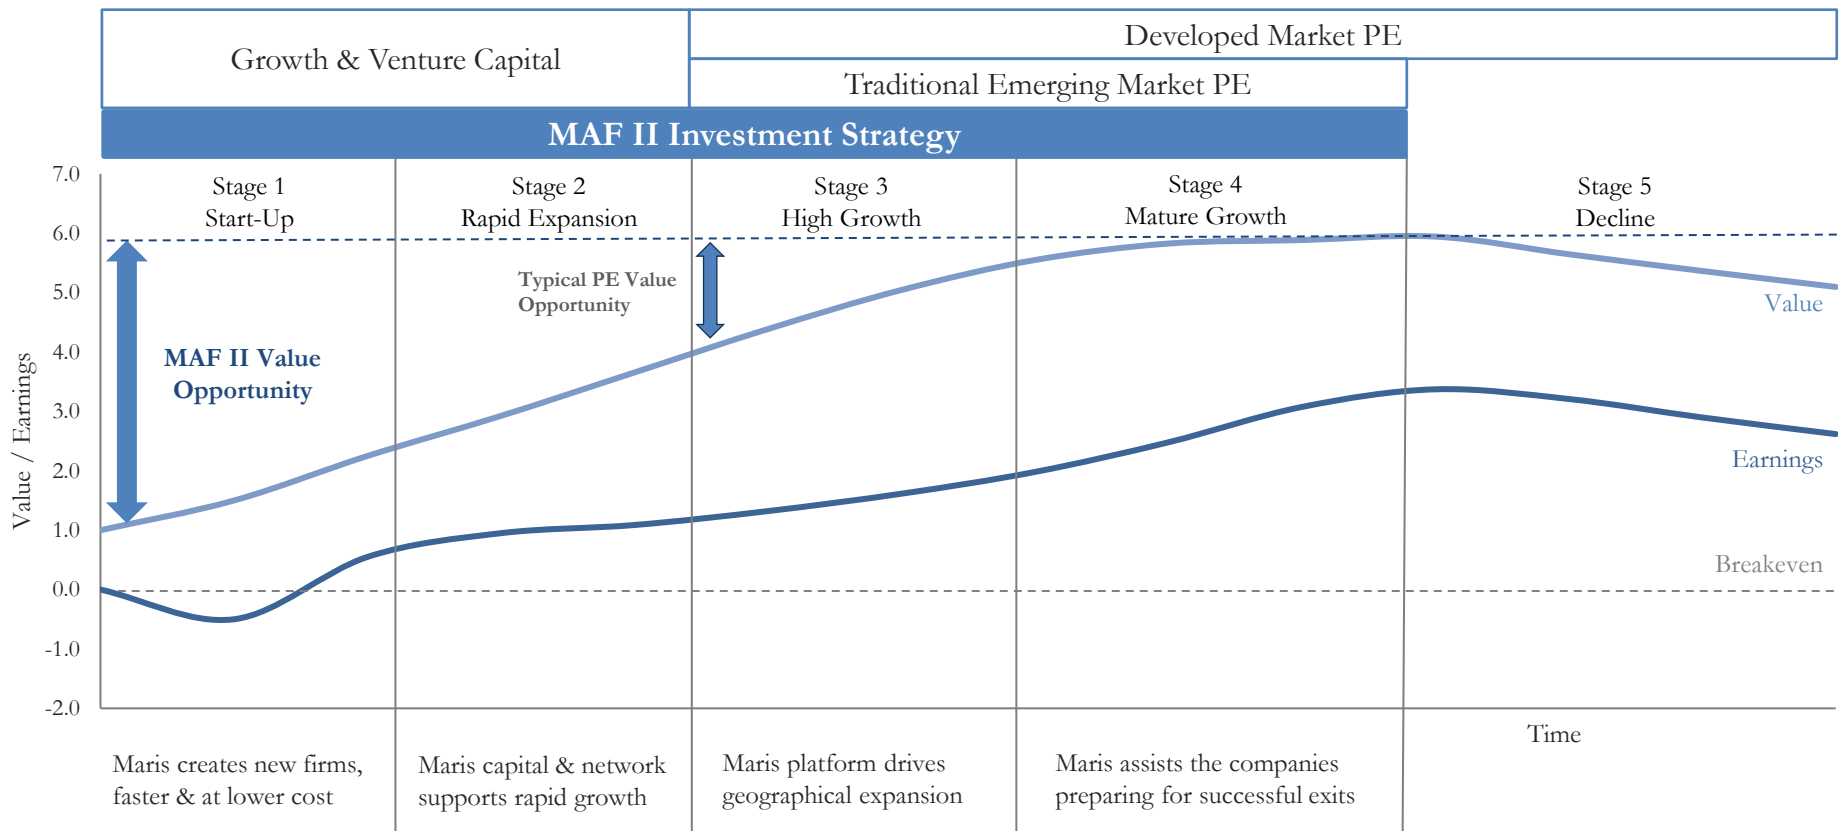 Developed Market PE
Growth & Venture Capital
Traditional Emerging Market PE
MAF II Investment Strategy
Stage 1
Start-Up
Stage 2
Rapid Expansion
Stage 3
High Growth
Stage 4
Mature Growth
Stage 5
Decline
Value / Earnings
7.0
6.0
5.0
4.0
3.0
2.0
1.0
0.0
-1.0
-2.0
Typical PE Value
Opportunity
MAF II Value
Opportunity
Value
Earnings
Breakeven
Time
Maris creates new firms,
faster & at lower cost
Maris capital & network
supports rapid growth
Maris platform drives
geographical expansion
Maris assists the companies
preparing for successful exits